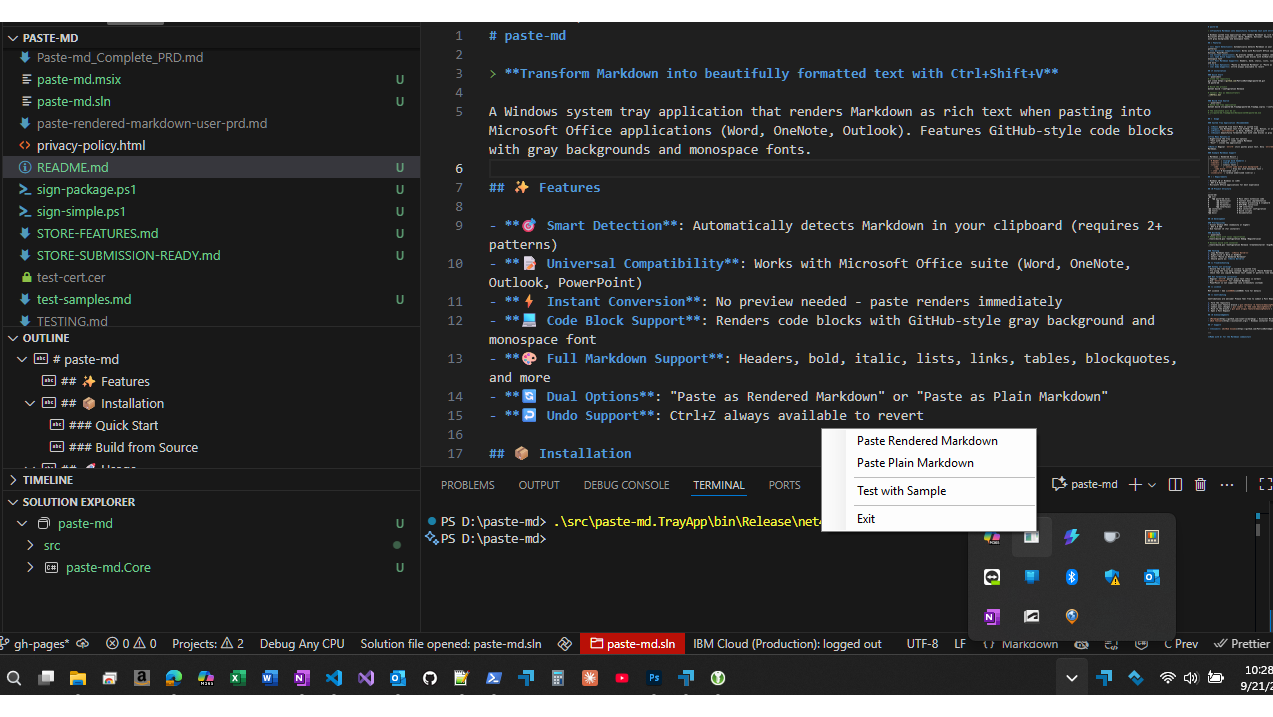 PASTE-MD
Paste-md_Complete_PRD.md
paste-md.msix U
paste-md.sln U
paste-rendered-markdown-user-prd.md
privacy-policy.html
README.md U
sign-package.ps1 U
sign-simple.ps1 U
STORE-FEATURES.md U
STORE-SUBMISSION-READY.md U
test-cert.cer
test-samples.md U
TESTING.md
OUTLINE
# paste-md
## ✨ Features
## 📦 Installation
### Quick Start
### Build from Source
TIMELINE
SOLUTION EXPLORER
paste-md U
src
paste-md.Core U
1 # paste-md
2
3 > **Transform Markdown into beautifully formatted text with Ctrl+Shift+V**
4
5 A Windows system tray application that renders Markdown as rich text when pasting into
Microsoft Office applications (Word, OneNote, Outlook). Features GitHub-style code blocks
with gray backgrounds and monospace fonts.
6
7 ## ✨ Features
8
9 - **🎯 Smart Detection**: Automatically detects Markdown in your clipboard (requires 2+
patterns)
10 - **📝 Universal Compatibility**: Works with Microsoft Office suite (Word, OneNote,
Outlook, PowerPoint)
11 - **⚡ Instant Conversion**: No preview needed - paste renders immediately
12 - **💻 Code Block Support**: Renders code blocks with GitHub-style gray background and
monospace font
13 - **🎨 Full Markdown Support**: Headers, bold, italic, lists, links, tables, blockquotes,
and more
14 - **🔄 Dual Options**: "Paste as Rendered Markdown" or "Paste as Plain Markdown"
15 - **↩️ Undo Support**: Ctrl+Z always available to revert
16
17 ## 📦 Installation
Paste Rendered Markdown
Paste Plain Markdown
Test with Sample
Exit
PROBLEMS OUTPUT DEBUG CONSOLE TERMINAL PORTS
paste-md
PS D:\paste-md> .\src\paste-md.TrayApp\bin\Release\net
PS D:\paste-md>
gh-pages* 0 0 Projects: 2 Debug Any CPU Solution file opened: paste-md.sln paste-md.sln IBM Cloud (Production): logged out UTF-8 LF Markdown Prev Prettier
10:28